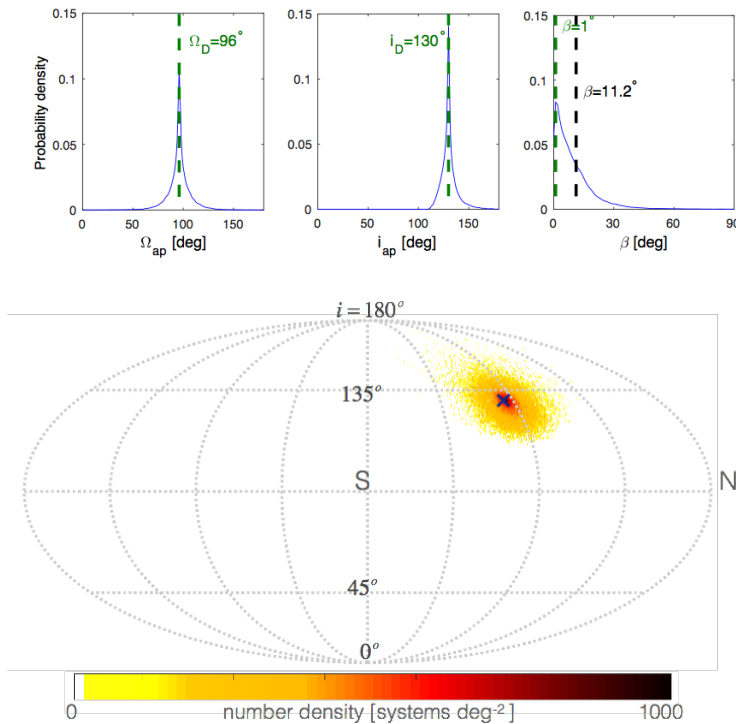 0.15
0.1
0.05
0
Probability density
Ω_D=96°
0 50 100 150
Ω_ap [deg]
0.15
0.1
0.05
0
i_D=130°
0 50 100 150
i_ap [deg]
0.15
0.1
0.05
0
β=1°
β=11.2°
0 30 60 90
β [deg]
i = 180°
135°
S
N
45°
0°
0 1000
number density [systems deg⁻²]